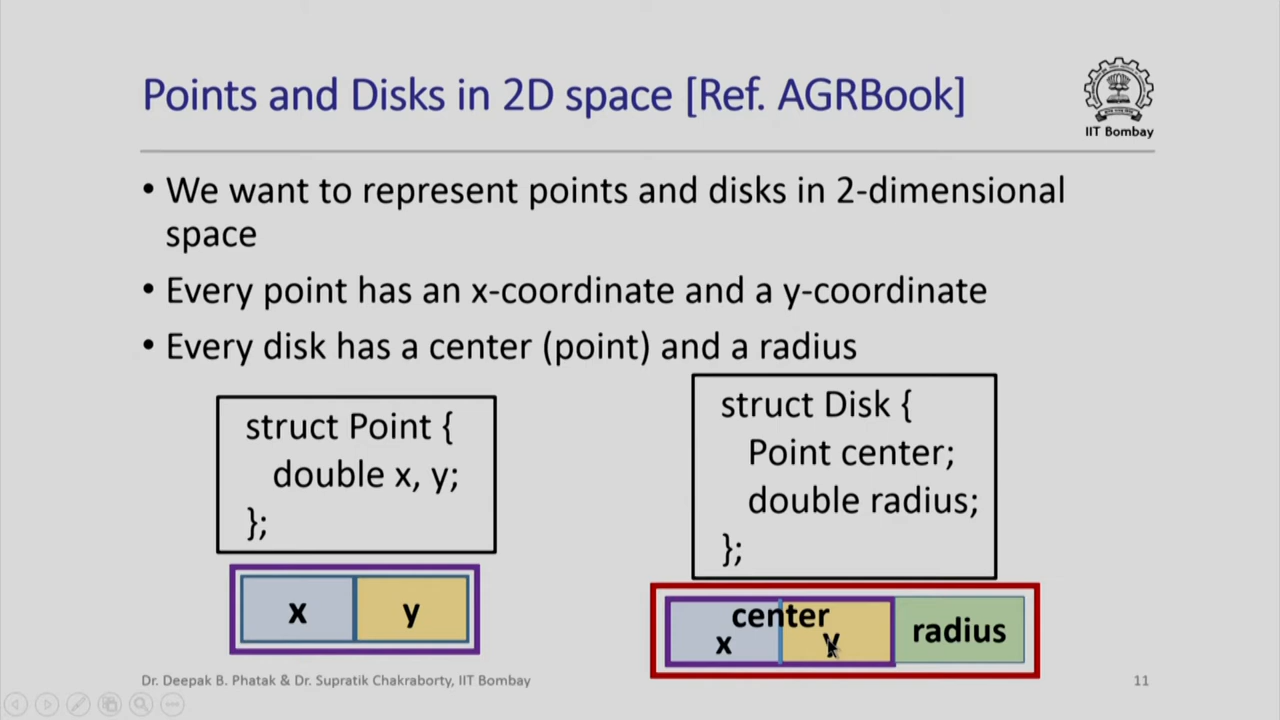 Points and Disks in 2D space [Ref. AGRBook]
IIT Bombay
• We want to represent points and disks in 2-dimensional
space
• Every point has an x-coordinate and a y-coordinate
• Every disk has a center (point) and a radius
struct Point {
double x, y;
};
x y
struct Disk {
Point center;
double radius;
};
center
x y
radius
Dr. Deepak B. Phatak & Dr. Supratik Chakraborty, IIT Bombay
11